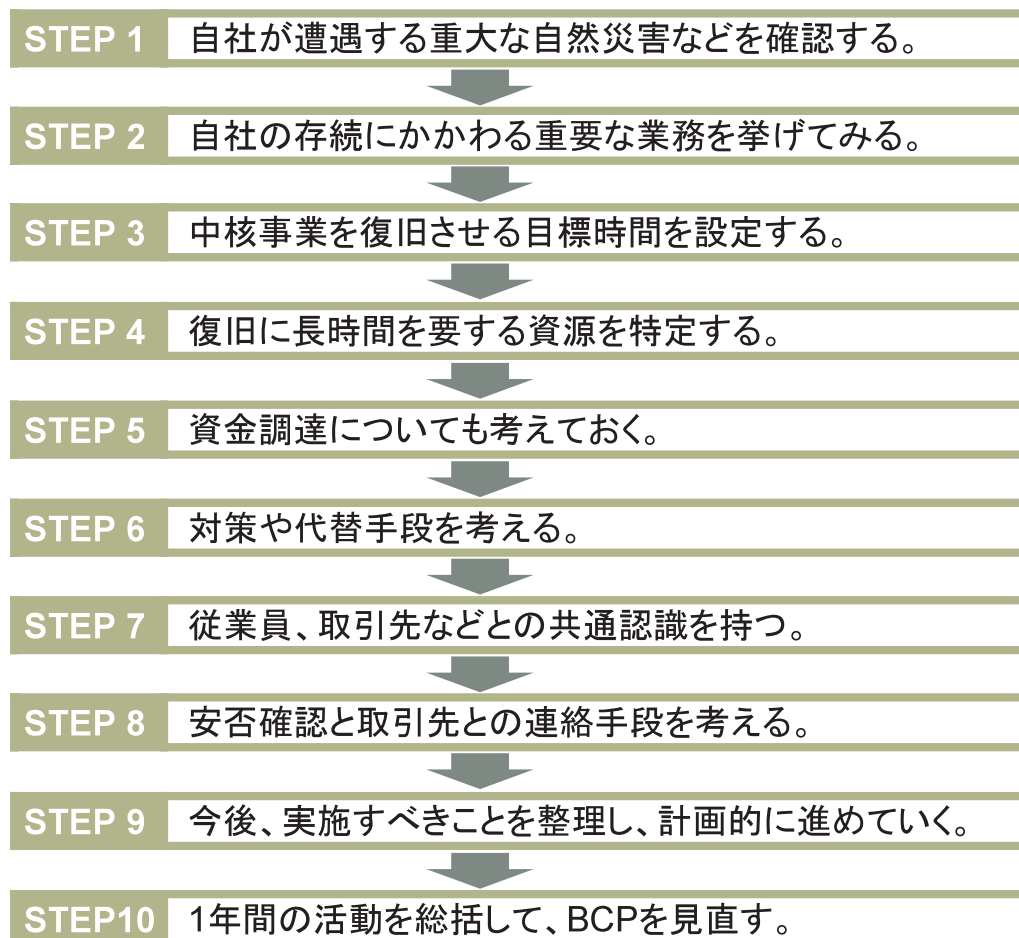 STEP 1 自社が遭遇する重大な自然災害などを確認する。
STEP 2 自社の存続にかかわる重要な業務を挙げてみる。
STEP 3 中核事業を復旧させる目標時間を設定する。
STEP 4 復旧に長時間を要する資源を特定する。
STEP 5 資金調達についても考えておく。
STEP 6 対策や代替手段を考える。
STEP 7 従業員、取引先などとの共通認識を持つ。
STEP 8 安否確認と取引先との連絡手段を考える。
STEP 9 今後、実施すべきことを整理し、計画的に進めていく。
STEP10 1年間の活動を総括して、BCPを見直す。